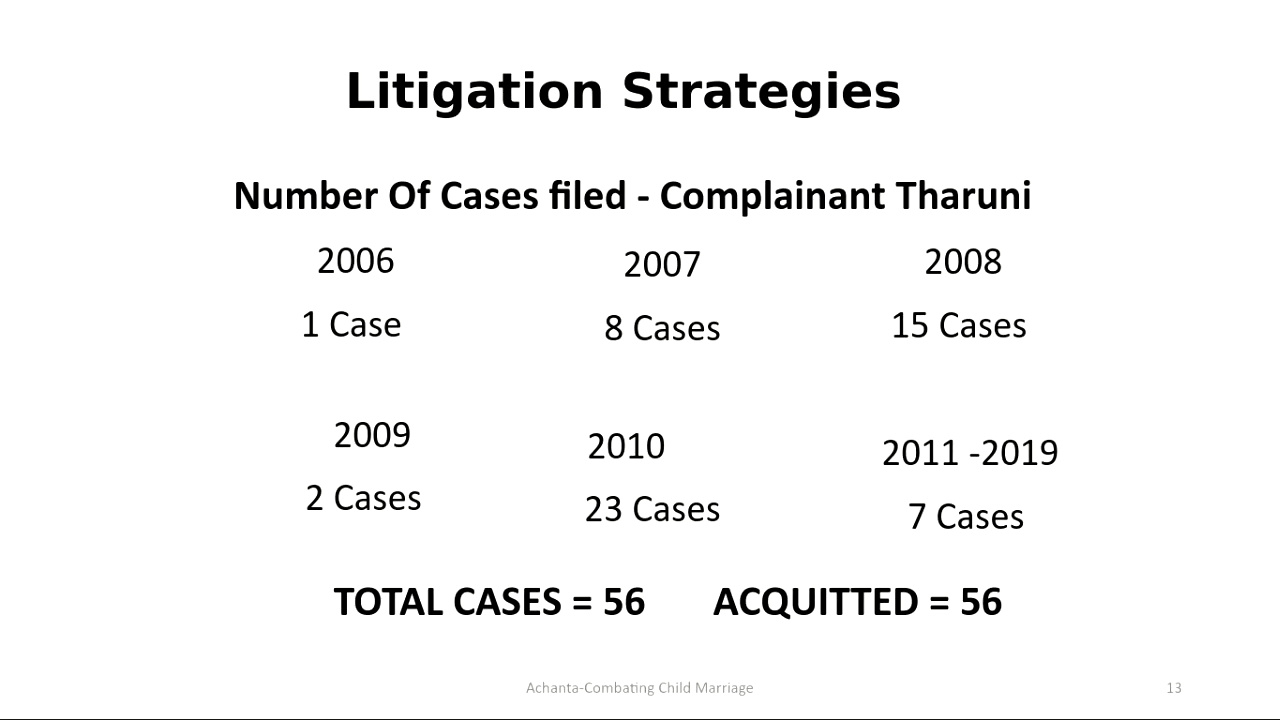 Litigation Strategies
Number Of Cases filed - Complainant Tharuni
2006
1 Case
2007
8 Cases
2008
15 Cases
2009
2 Cases
2010
23 Cases
2011 -2019
7 Cases
TOTAL CASES = 56 ACQUITTED = 56
Achanta-Combating Child Marriage
13